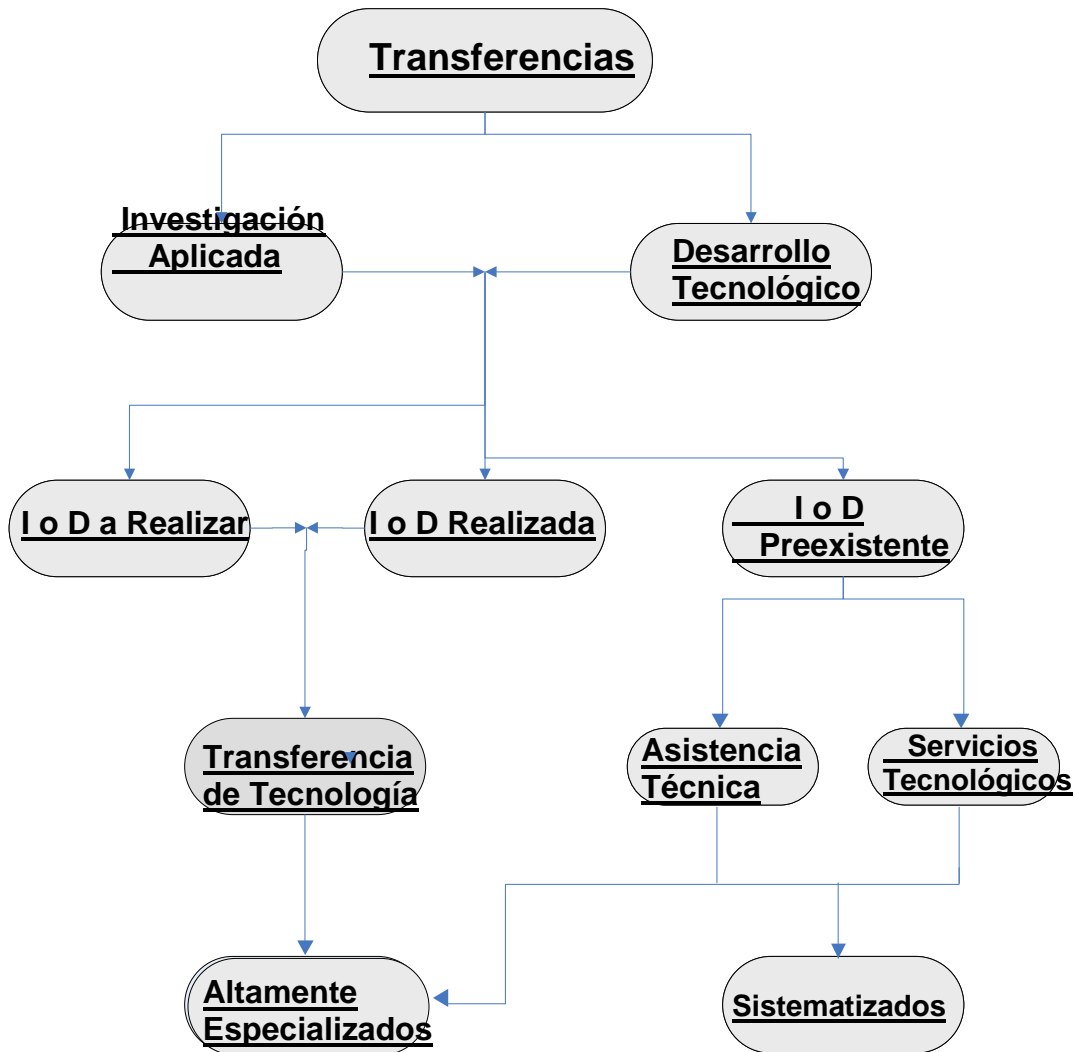 Transferencias
Investigación
Aplicada
Desarrollo
Tecnológico
I o D a Realizar
I o D Realizada
I o D
Preexistente
Transferencia
de Tecnología
Asistencia
Técnica
Servicios
Tecnológicos
Altamente
Especializados
Sistematizados